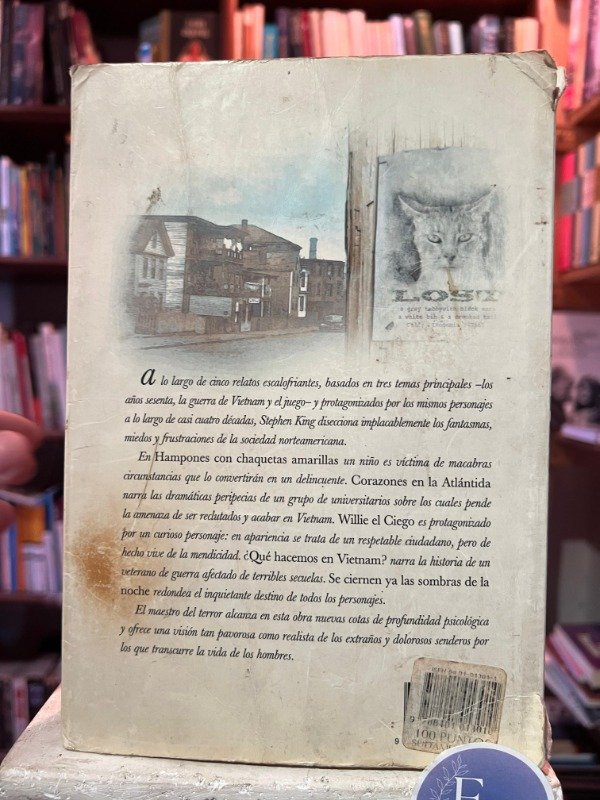 LOST
a gray
a white bib
A lo largo de cinco relatos escalofriantes, basados en tres temas principales –los
años sesenta, la guerra de Vietnam y el juego– y protagonizados por los mismos personajes
a lo largo de casi cuatro décadas, Stephen King disecciona implacablemente los fantasmas,
miedos y frustraciones de la sociedad norteamericana.
En Hampones con chaquetas amarillas un niño es víctima de macabras
circunstancias que lo convertirán en un delincuente. Corazones en la Atlántida
narra las dramáticas peripecias de un grupo de universitarios sobre los cuales pende
la amenaza de ser reclutados y acabar en Vietnam. Willie el Ciego es protagonizado
por un curioso personaje: en apariencia se trata de un respetable ciudadano, pero de
hecho vive de la mendicidad. ¿Qué hacemos en Vietnam? narra la historia de un
veterano de guerra afectado de terribles secuelas. Se ciernen ya las sombras de la
noche redondea el inquietante destino de todos los personajes.
El maestro del terror alcanza en esta obra nuevas cotas de profundidad psicológica
y ofrece una visión tan pavorosa como realista de los extraños y dolorosos senderos por
los que transcurre la vida de los hombres.
100 PUNTOS
E